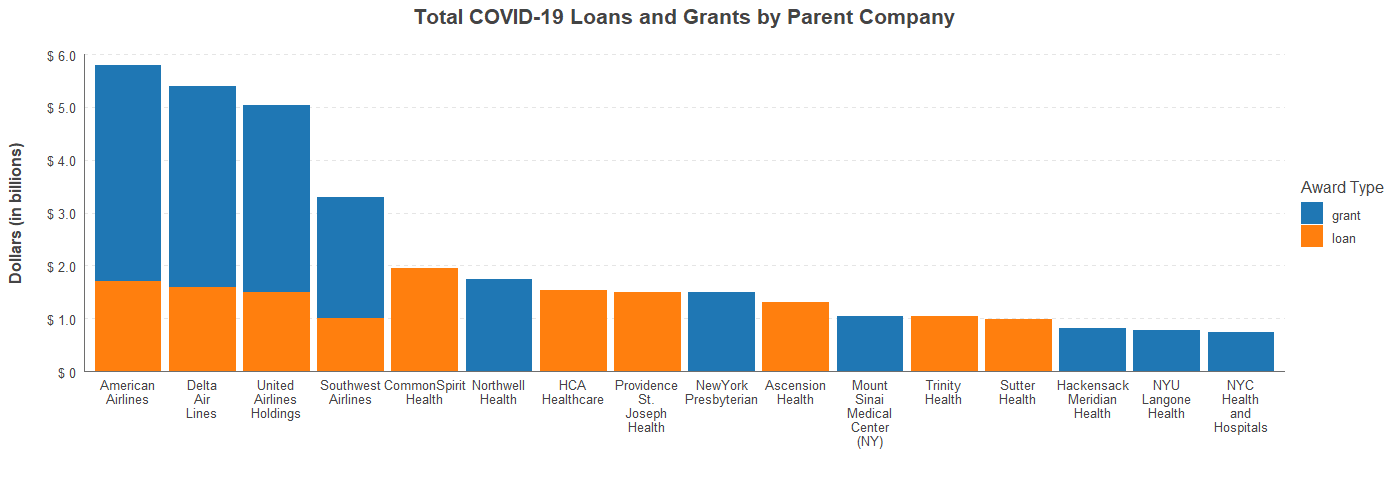 Total COVID-19 Loans and Grants by Parent Company
Dollars (in billions)
$ 6.0
$ 5.0
$ 4.0
$ 3.0
$ 2.0
$ 1.0
$ 0
American
Airlines
Delta
Air
Lines
United
Airlines
Holdings
Southwest
Airlines
CommonSpirit
Health
Northwell
Health
HCA
Healthcare
Providence
St.
Joseph
Health
NewYork
Presbyterian
Ascension
Health
Mount
Sinai
Medical
Center
(NY)
Trinity
Health
Sutter
Health
Hackensack
Meridian
Health
NYU
Langone
Health
NYC
Health
and
Hospitals
Award Type
grant
loan